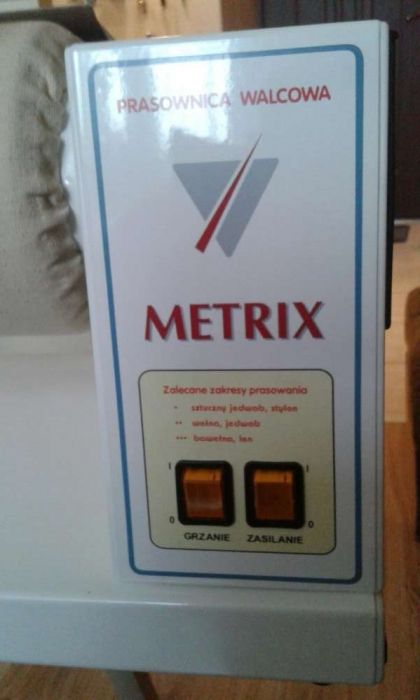 PRASOWNICA WALCOWA
METRIX
Zalecane zakresy prasowania
• sztuczny jedwab, stylon
•• wełna, jedwab
••• bawełna, len
I I
0 0
GRZANIE ZASILANIE